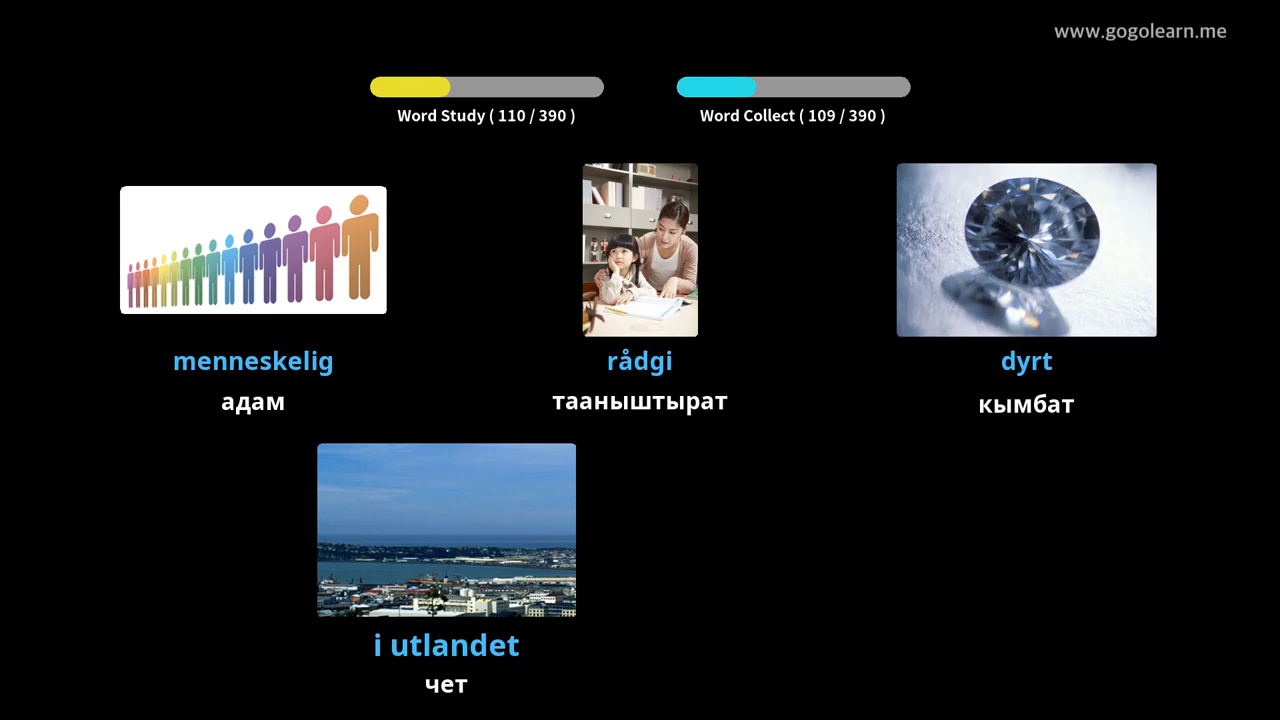 www.gogolearn.me
Word Study ( 110 / 390 )
Word Collect ( 109 / 390 )
menneskelig
rådgi
dyrt
адам
тааныштырат
кымбат
i utlandet
чет